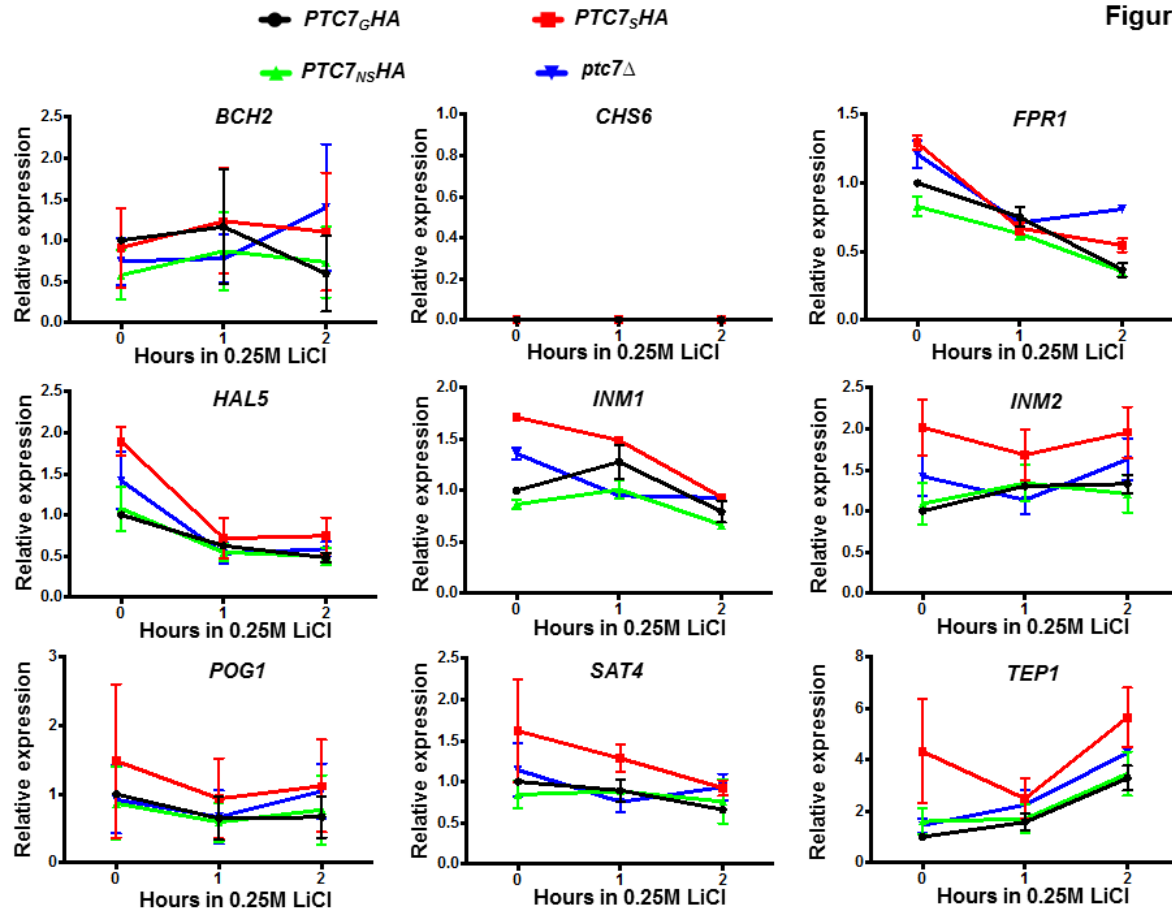 PTC7GHA PTC7SHA Figur
PTC7NSHA ptc7Δ
BCH2 CHS6 FPR1
Relative expression Relative expression Relative expression
2.5 2.0 1.5 1.0 0.5 0.0
1.0 0.8 0.6 0.4 0.2 0.0
1.5 1.0 0.5 0.0
0 1 2 0 1 2 0 1 2
Hours in 0.25M LiCl Hours in 0.25M LiCl Hours in 0.25M LiCl
HAL5 INM1 INM2
Relative expression Relative expression Relative expression
2.5 2.0 1.5 1.0 0.5 0.0
2.0 1.5 1.0 0.5 0.0
2.5 2.0 1.5 1.0 0.5 0.0
0 1 2 0 1 2 0 1 2
Hours in 0.25M LiCl Hours in 0.25M LiCl Hours in 0.25M LiCl
POG1 SAT4 TEP1
Relative expression Relative expression Relative expression
3 2 1 0
2.5 2.0 1.5 1.0 0.5 0.0
8 6 4 2 0
0 1 2 0 1 2 0 1 2
Hours in 0.25M LiCl Hours in 0.25M LiCl Hours in 0.25M LiCl